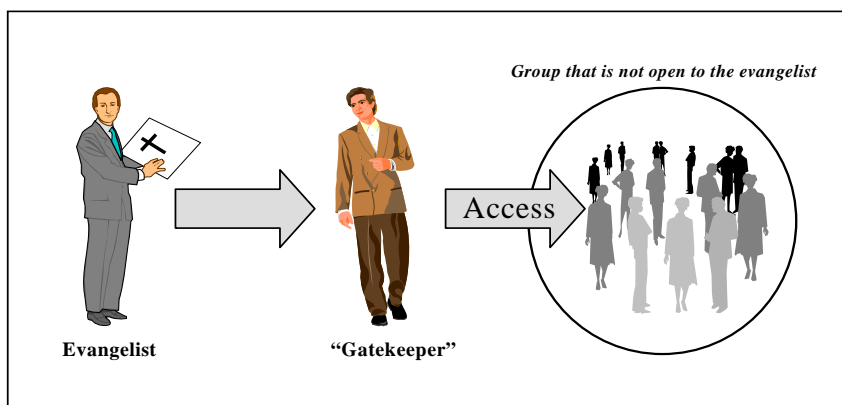 Group that is not open to the evangelist
Access
Evangelist
“Gatekeeper”